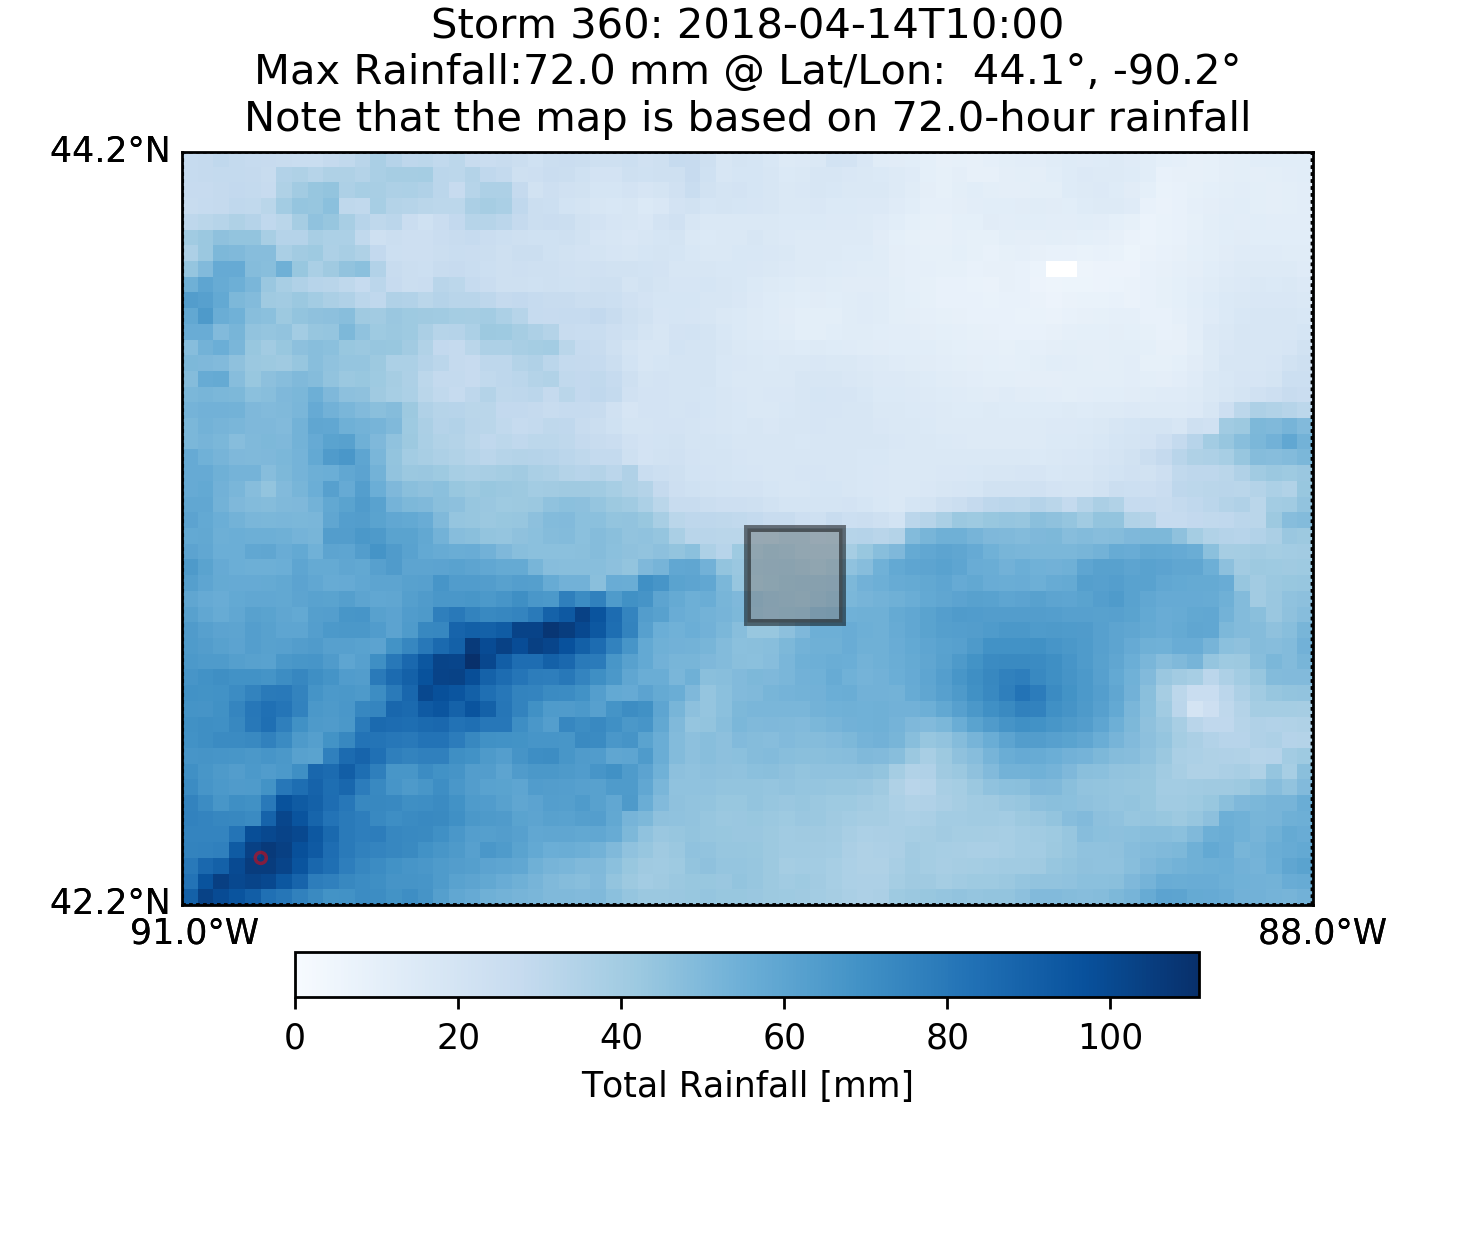 Storm 360: 2018-04-14T10:00
Max Rainfall:72.0 mm @ Lat/Lon:  44.1°, -90.2°
Note that the map is based on 72.0-hour rainfall
44.2°N
42.2°N
91.0°W
88.0°W
0 20 40 60 80 100
Total Rainfall [mm]